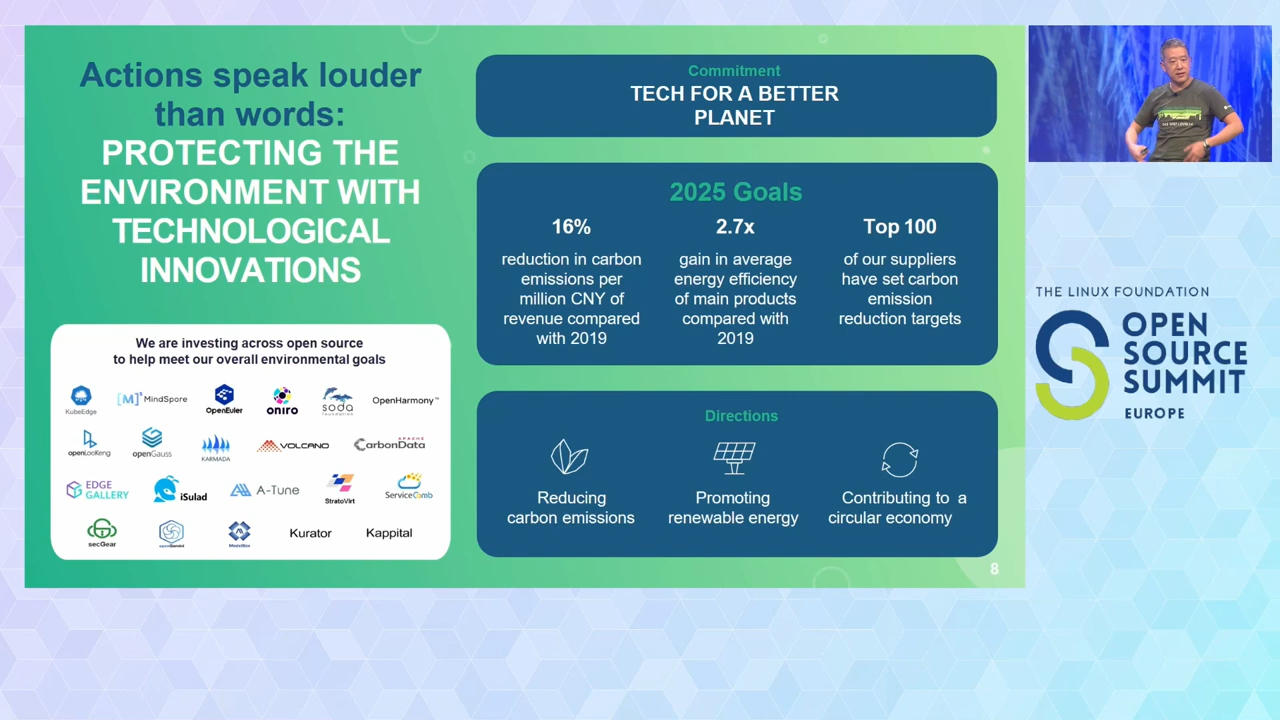 Actions speak louder
than words:
PROTECTING THE
ENVIRONMENT WITH
TECHNOLOGICAL
INNOVATIONS
We are investing across open source
to help meet our overall environmental goals
KubeEdge
[M]s MindSpore
OpenEuler
oniro
soda
foundation
OpenHarmony™
openLooKeng
openGauss
KARMADA
VOLCANO
APACHE
CarbonData
EDGE
GALLERY
iSulad
A-Tune
StratoVirt
ServiceComb
secGear
openGemini
ModelBox
Kurator
Kappital
Commitment
TECH FOR A BETTER
PLANET
2025 Goals
16%
reduction in carbon
emissions per
million CNY of
revenue compared
with 2019
2.7x
gain in average
energy efficiency
of main products
compared with
2019
Top 100
of our suppliers
have set carbon
emission
reduction targets
Directions
Reducing
carbon emissions
Promoting
renewable energy
Contributing to a
circular economy
8
THE LINUX FOUNDATION
OPEN
SOURCE
SUMMIT
EUROPE